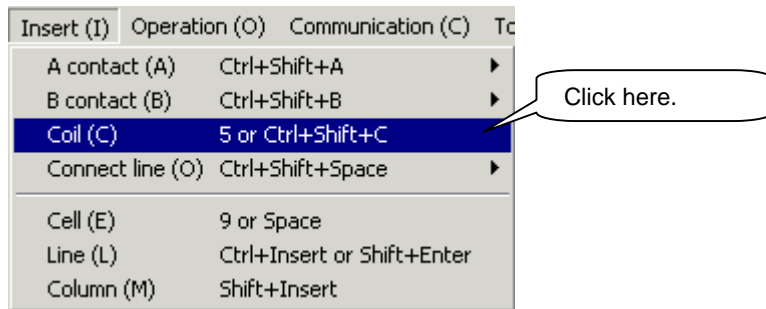 Insert (I) Operation (O) Communication (C) To
A contact (A) Ctrl+Shift+A
B contact (B) Ctrl+Shift+B
Click here.
Coil (C) 5 or Ctrl+Shift+C
Connect line (O) Ctrl+Shift+Space
Cell (E) 9 or Space
Line (L) Ctrl+Insert or Shift+Enter
Column (M) Shift+Insert